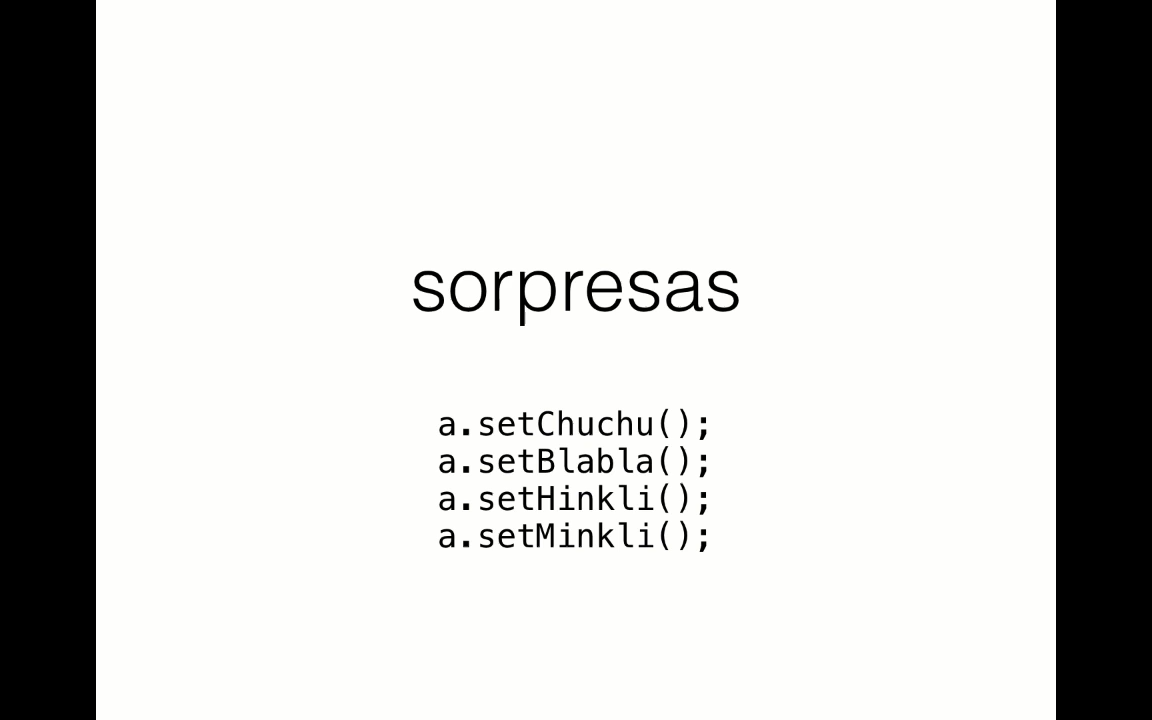 sorpresas
a.setChuchu();
a.setBlabla();
a.setHinkli();
a.setMinkli();